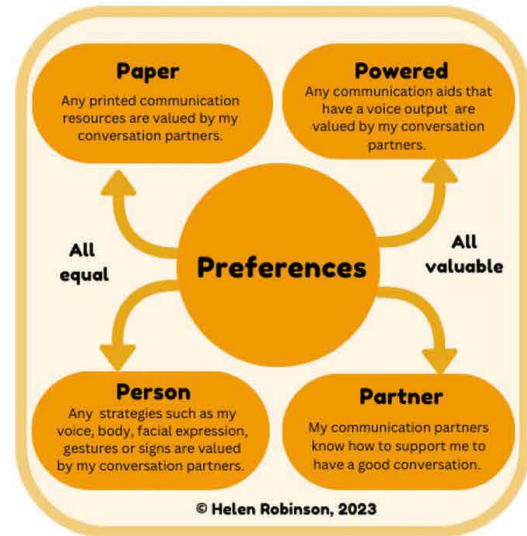 Paper
Any printed communication
resources are valued by my
conversation partners.
Powered
Any communication aids that
have a voice output are
valued by my conversation
partners.
All
equal
Preferences
All
valuable
Person
Any strategies such as my
voice, body, facial expression,
gestures or signs are valued
by my conversation partners.
Partner
My communication partners
know how to support me to
have a good conversation.
© Helen Robinson, 2023